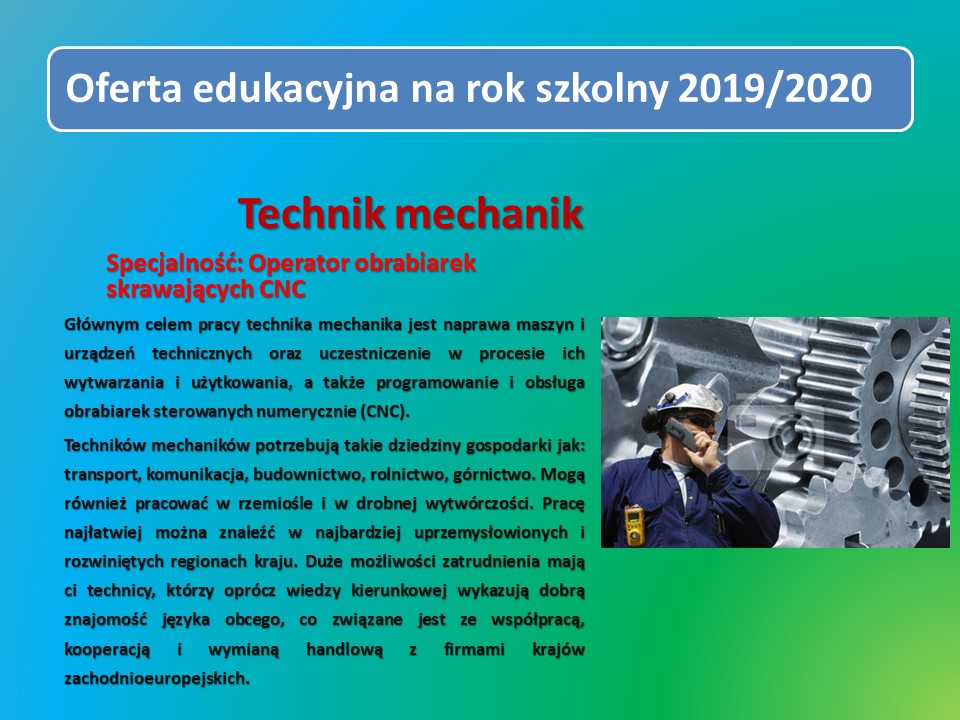 Oferta edukacyjna na rok szkolny 2019/2020
Technik mechanik
Specjalność: Operator obrabiarek
skrawających CNC
Głównym celem pracy technika mechanika jest naprawa maszyn i
urządzeń technicznych oraz uczestniczenie w procesie ich
wytwarzania i użytkowania, a także programowanie i obsługa
obrabiarek sterowanych numerycznie (CNC).
Techników mechaników potrzebują takie dziedziny gospodarki jak:
transport, komunikacja, budownictwo, rolnictwo, górnictwo. Mogą
również pracować w rzemiośle i w drobnej wytwórczości. Pracę
najłatwiej można znaleźć w najbardziej uprzemysłowionych i
rozwiniętych regionach kraju. Duże możliwości zatrudnienia mają
ci technicy, którzy oprócz wiedzy kierunkowej wykazują dobrą
znajomość języka obcego, co związane jest ze współpracą,
kooperacją i wymianą handlową z firmami krajów
zachodnioeuropejskich.